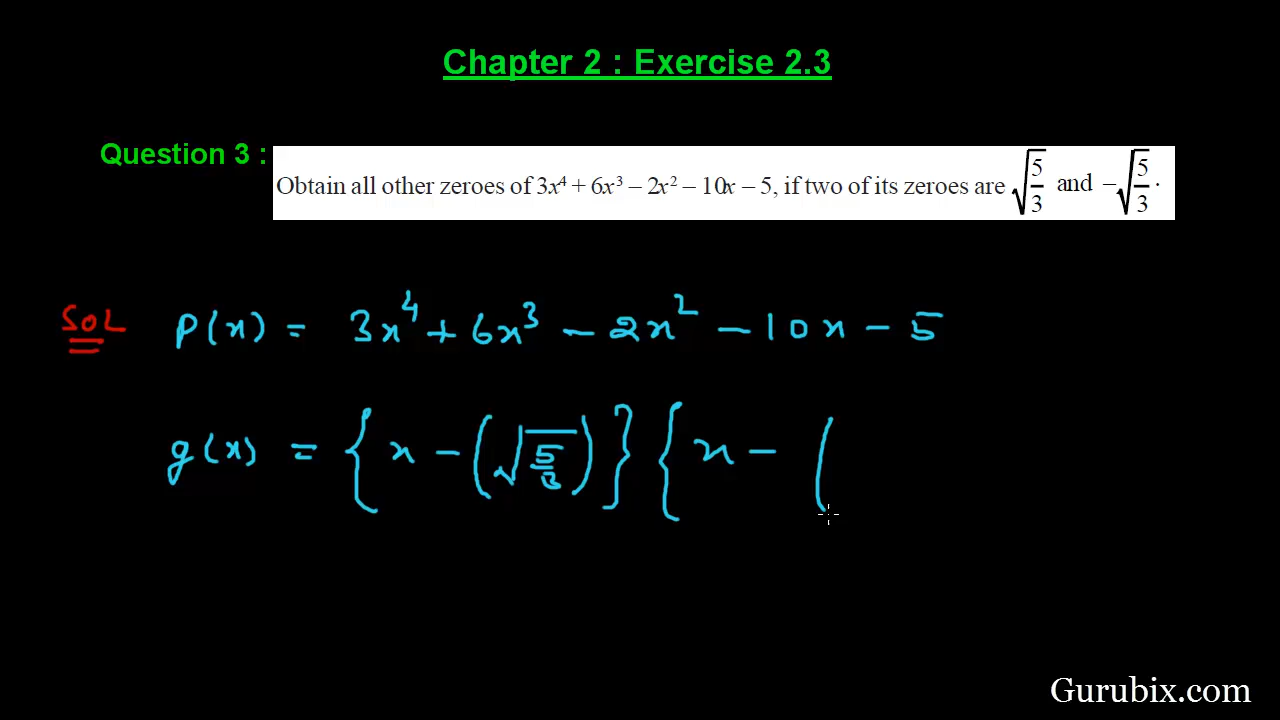 Chapter 2 : Exercise 2.3
Question 3 : Obtain all other zeroes of 3x⁴ + 6x³ – 2x² – 10x – 5, if two of its zeroes are √(5/3) and –√(5/3).
SOL P(x) = 3x⁴ + 6x³ – 2x² – 10x – 5
g(x) = { x – (√(5/3)) } { x – (
Gurubix.com